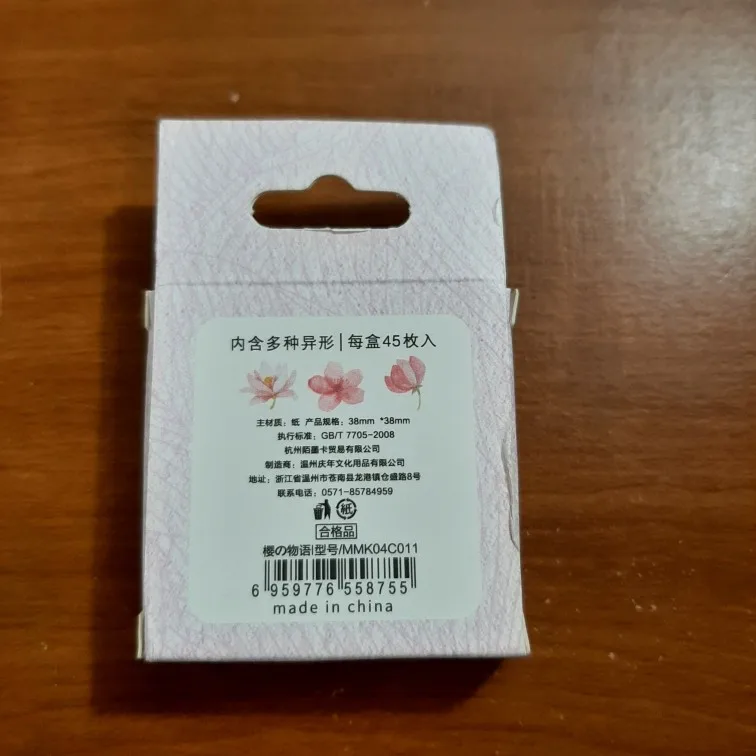 内含多种异形|每盒45枚入
主材质：纸 产品规格：38mm *38mm
执行标准：GB/T 7705-2008
杭州陌墨卡贸易有限公司
制造商：温州庆年文化用品有限公司
地址：浙江省温州市苍南县龙港镇仓盛路8号
联系电话：0571-85784959
紙
合格品
櫻の物语|型号/MMK04C011
6 959776 558755
made in china